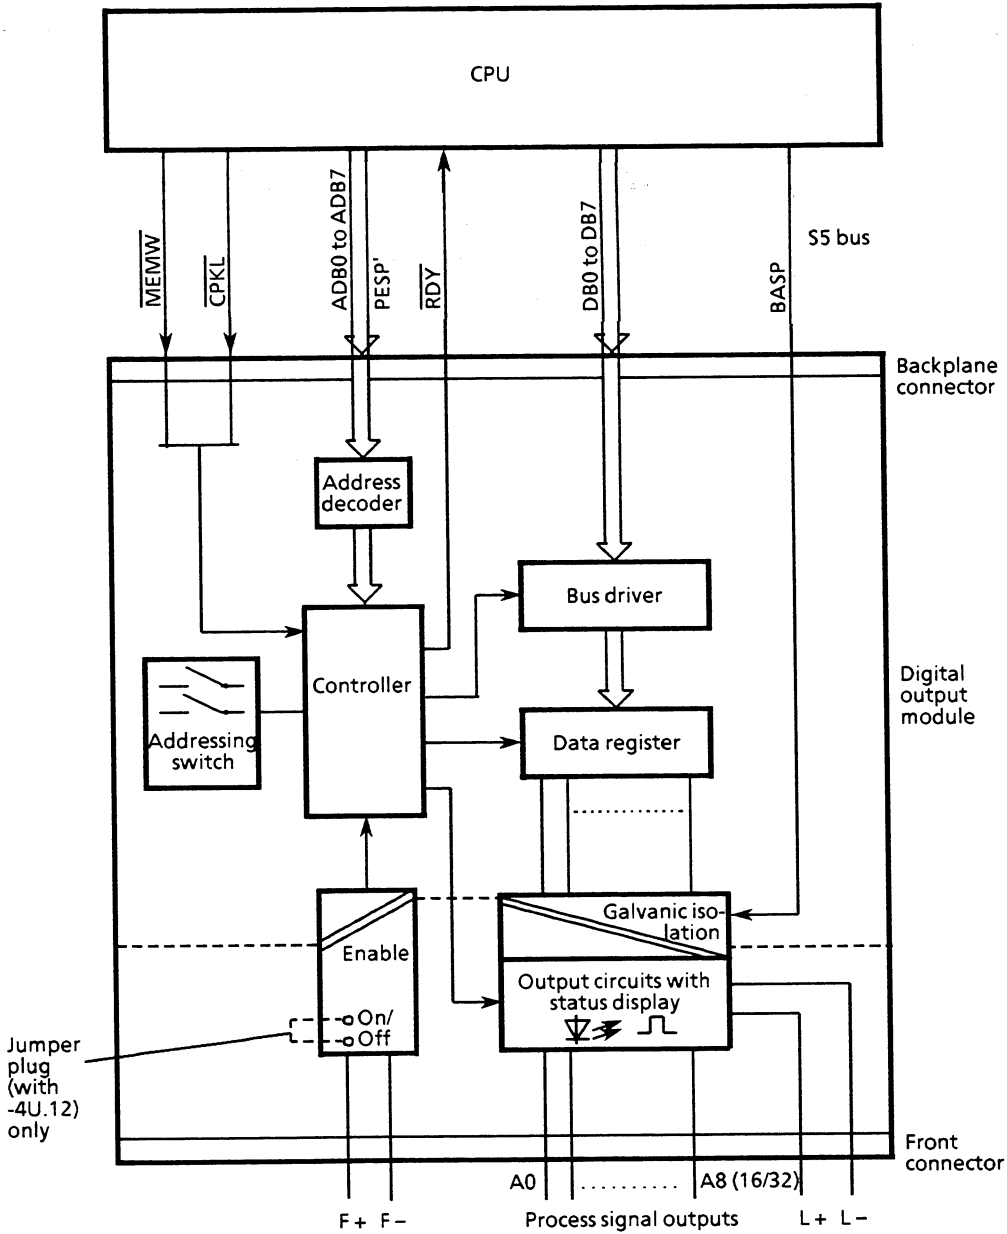 CPU
MEMW
CPKL
ADB0 to ADB7
PESP'
RDY
DB0 to DB7
BASP
S5 bus
Backplane
connector
Address
decoder
Bus driver
Controller
Digital
output
module
Addressing
switch
Data register
Galvanic iso-
lation
Enable
Output circuits with
status display
On/
Off
Jumper
plug
(with
-4U.12)
only
Front
connector
A0 .......... A8 (16/32)
F+ F- Process signal outputs L+ L-